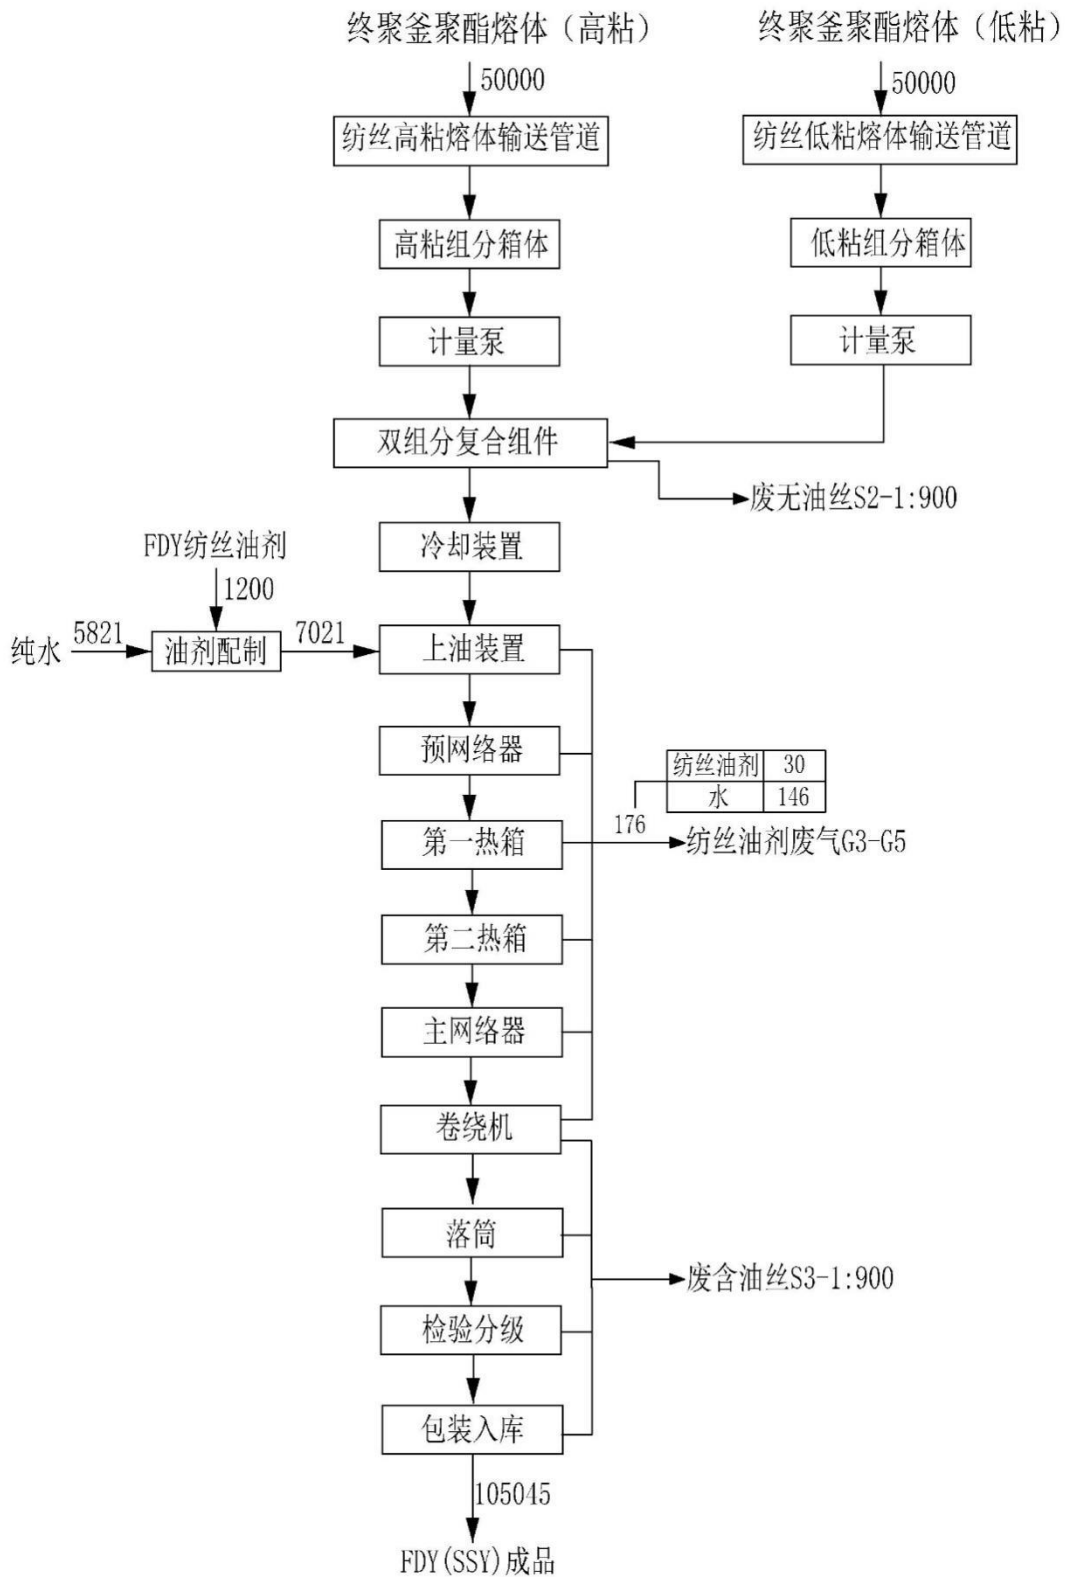 终聚釜聚酯熔体（高粘）
终聚釜聚酯熔体（低粘）
50000
50000
纺丝高粘熔体输送管道
纺丝低粘熔体输送管道
高粘组分箱体
低粘组分箱体
计量泵
计量泵
双组分复合组件
废无油丝S2-1:900
FDY纺丝油剂
冷却装置
1200
纯水
5821
油剂配制
7021
上油装置
预网络器
纺丝油剂 30
水 146
176
第一热箱
纺丝油剂废气G3-G5
第二热箱
主网络器
卷绕机
落筒
废含油丝S3-1:900
检验分级
包装入库
105045
FDY(SSY)成品